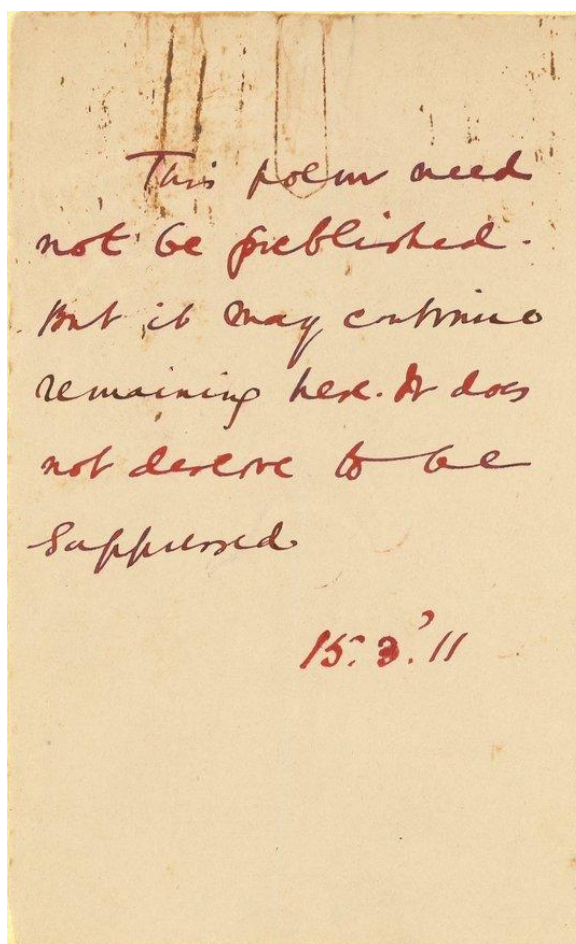 This poem need
not be published.
But it may continue
remaining here. It does
not deserve to be
suppressed
15.3.'11